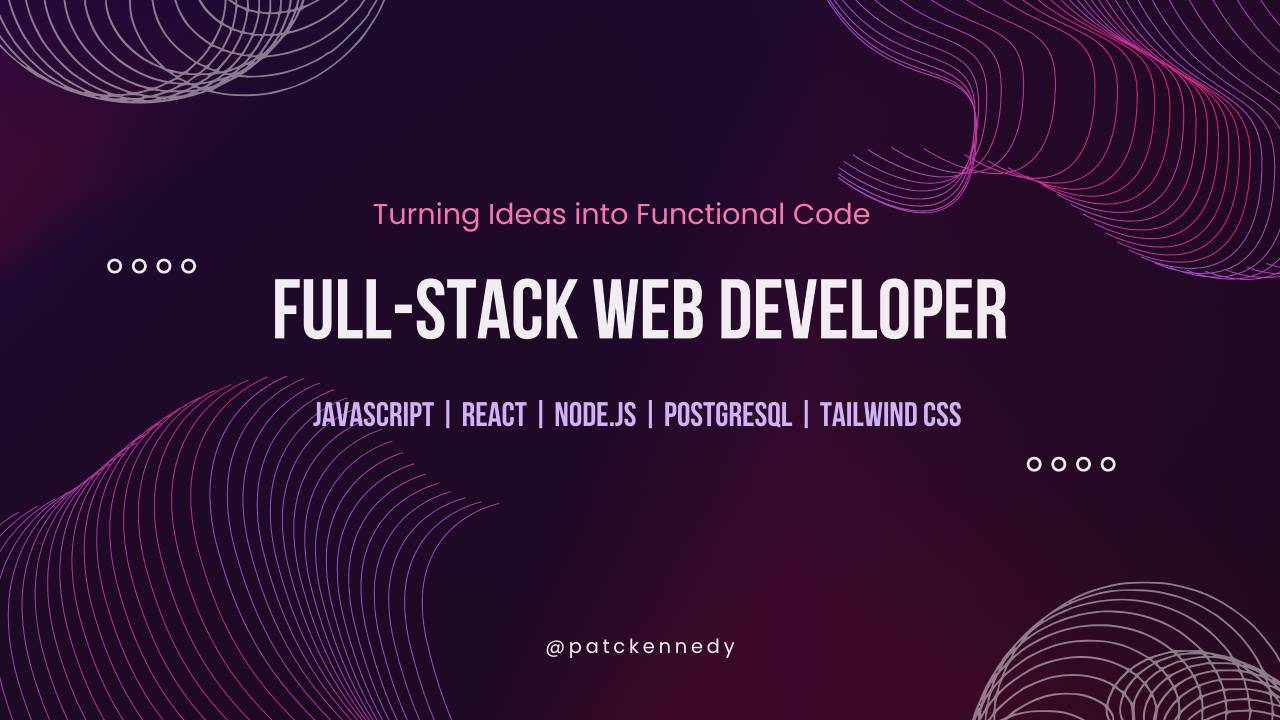 Turning Ideas into Functional Code
FULL-STACK WEB DEVELOPER
JAVASCRIPT | REACT | NODE.JS | POSTGRESQL | TAILWIND CSS
@patckennedy